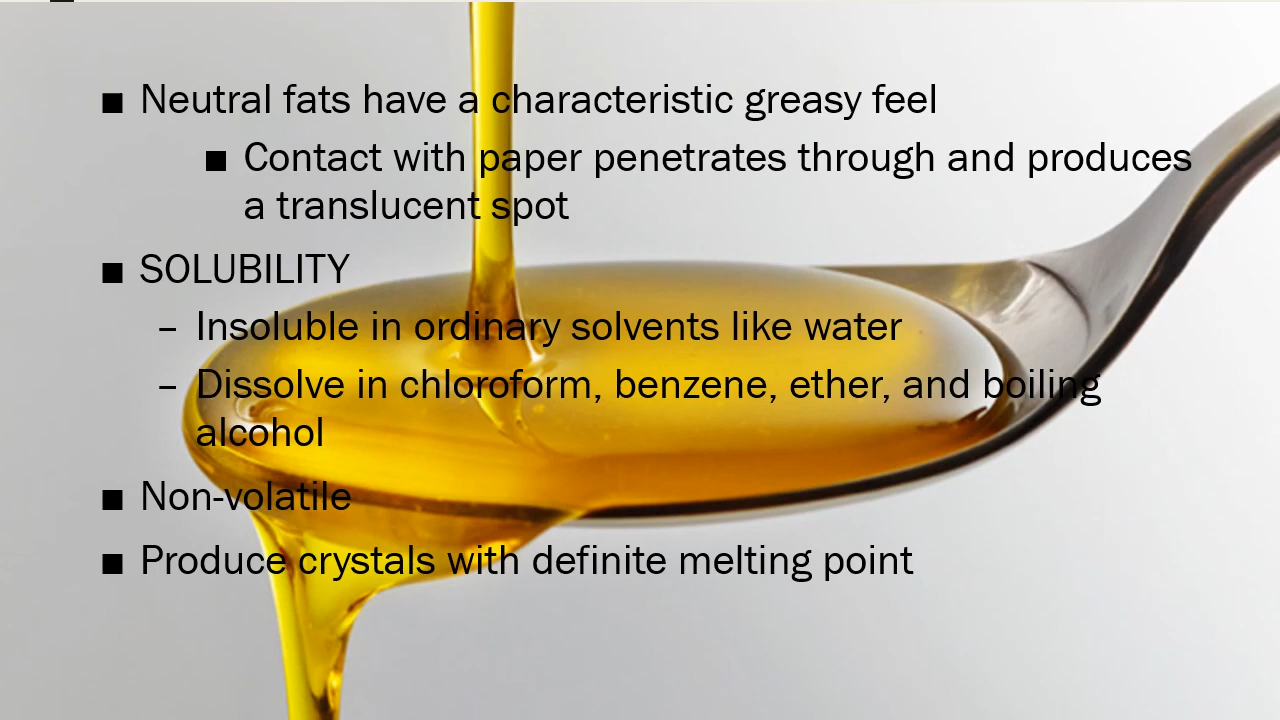 ■ Neutral fats have a characteristic greasy feel
■ Contact with paper penetrates through and produces
a translucent spot
■ SOLUBILITY
– Insoluble in ordinary solvents like water
– Dissolve in chloroform, benzene, ether, and boiling
alcohol
■ Non-volatile
■ Produce crystals with definite melting point